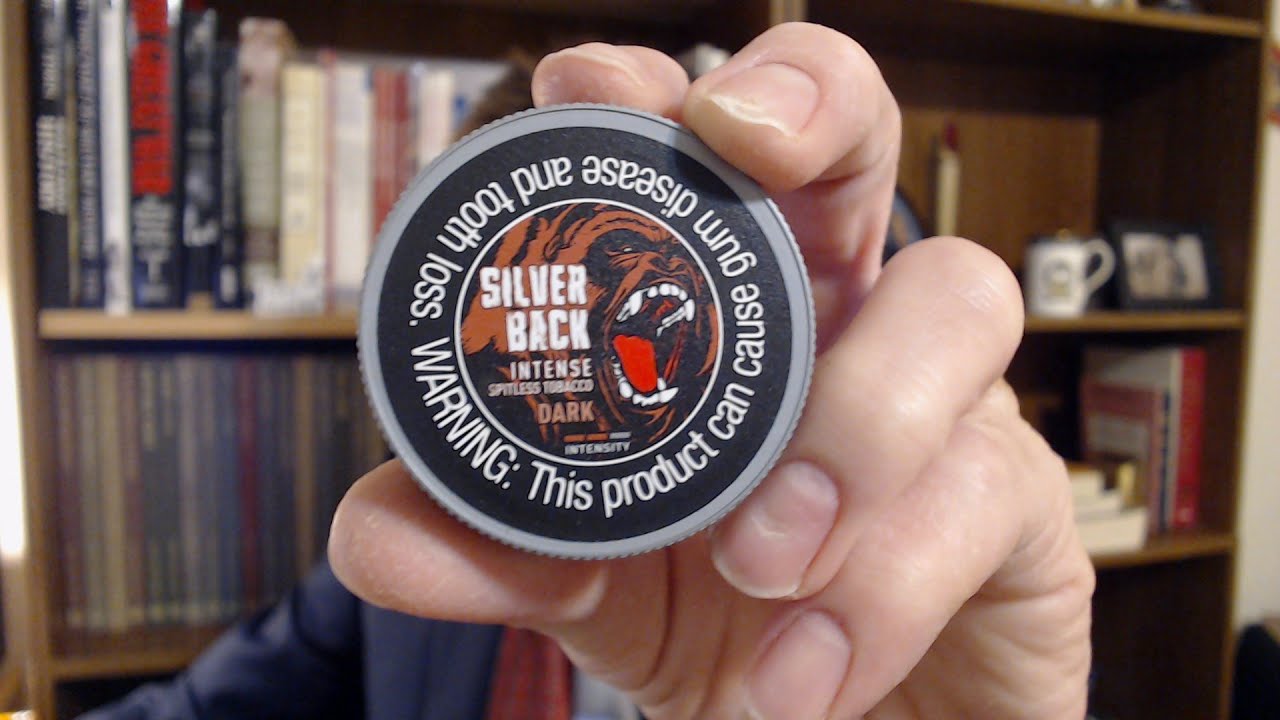 SILVER
BACK
INTENSE
SPITLESS TOBACCO
DARK
INTENSITY
WARNING: This product can cause gum disease and tooth loss.